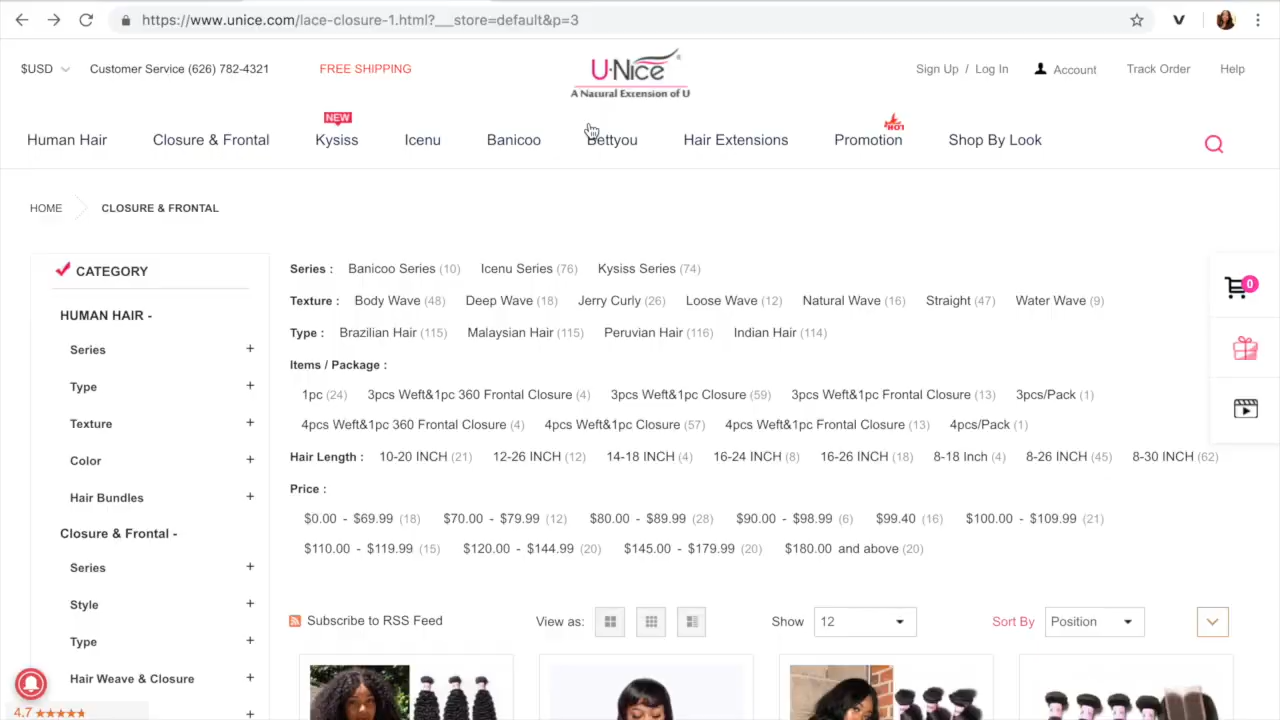 https://www.unice.com/lace-closure-1.html?___store=default&p=3
$USD Customer Service (626) 782-4321 FREE SHIPPING
U·NICE®
A Natural Extension of U
Sign Up / Log In Account Track Order Help
NEW
HOT
Human Hair Closure & Frontal Kysiss Icenu Banicoo Bettyou Hair Extensions Promotion Shop By Look
HOME CLOSURE & FRONTAL
CATEGORY
HUMAN HAIR -
Series +
Type +
Texture +
Color +
Hair Bundles +
Closure & Frontal -
Series +
Style +
Type +
Hair Weave & Closure +
+
4.7
Series : Banicoo Series (10) Icenu Series (76) Kysiss Series (74)
Texture : Body Wave (48) Deep Wave (18) Jerry Curly (26) Loose Wave (12) Natural Wave (16) Straight (47) Water Wave (9)
Type : Brazilian Hair (115) Malaysian Hair (115) Peruvian Hair (116) Indian Hair (114)
Items / Package :
1pc (24) 3pcs Weft&1pc 360 Frontal Closure (4) 3pcs Weft&1pc Closure (59) 3pcs Weft&1pc Frontal Closure (13) 3pcs/Pack (1)
4pcs Weft&1pc 360 Frontal Closure (4) 4pcs Weft&1pc Closure (57) 4pcs Weft&1pc Frontal Closure (13) 4pcs/Pack (1)
Hair Length : 10-20 INCH (21) 12-26 INCH (12) 14-18 INCH (4) 16-24 INCH (8) 16-26 INCH (18) 8-18 Inch (4) 8-26 INCH (45) 8-30 INCH (62)
Price :
$0.00 - $69.99 (18) $70.00 - $79.99 (12) $80.00 - $89.99 (28) $90.00 - $98.99 (6) $99.40 (16) $100.00 - $109.99 (21)
$110.00 - $119.99 (15) $120.00 - $144.99 (20) $145.00 - $179.99 (20) $180.00 and above (20)
Subscribe to RSS Feed View as: Show 12 Sort By Position
0